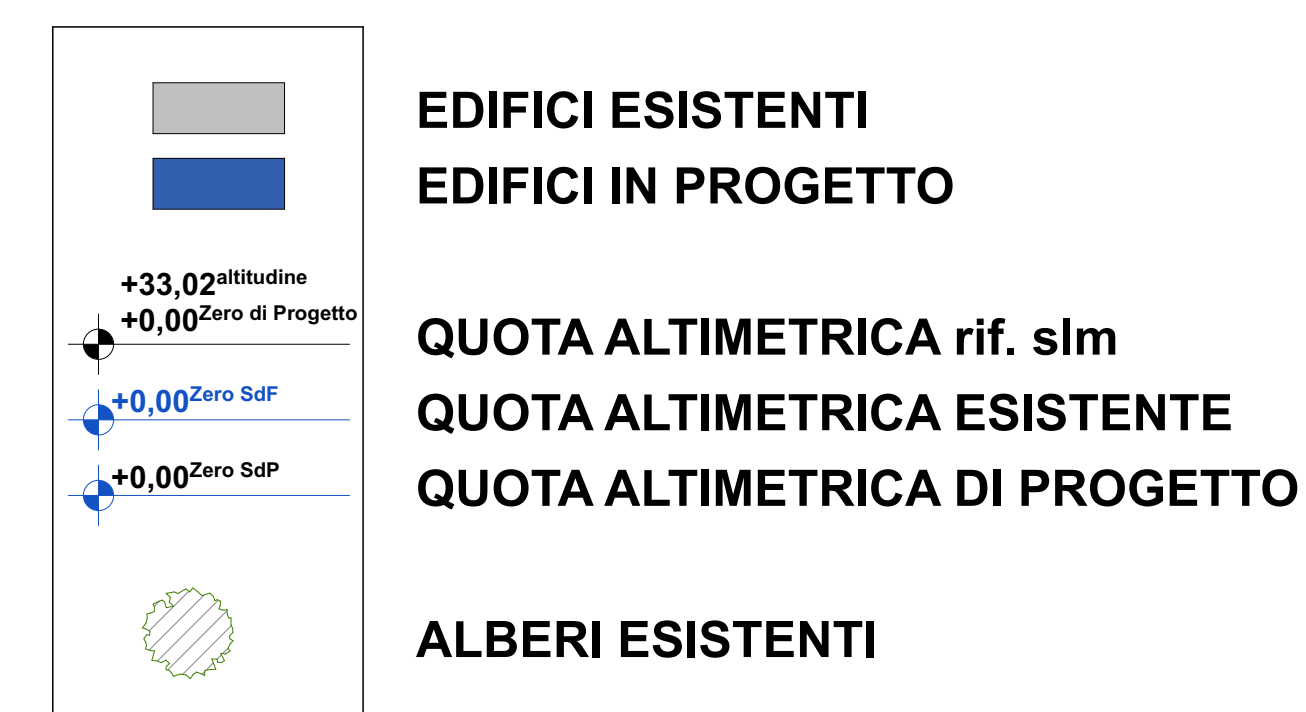 EDIFICI ESISTENTI
EDIFICI IN PROGETTO
+33,02altitudine
+0,00Zero di Progetto
QUOTA ALTIMETRICA rif. slm
+0,00Zero SdF
QUOTA ALTIMETRICA ESISTENTE
+0,00Zero SdP
QUOTA ALTIMETRICA DI PROGETTO
ALBERI ESISTENTI